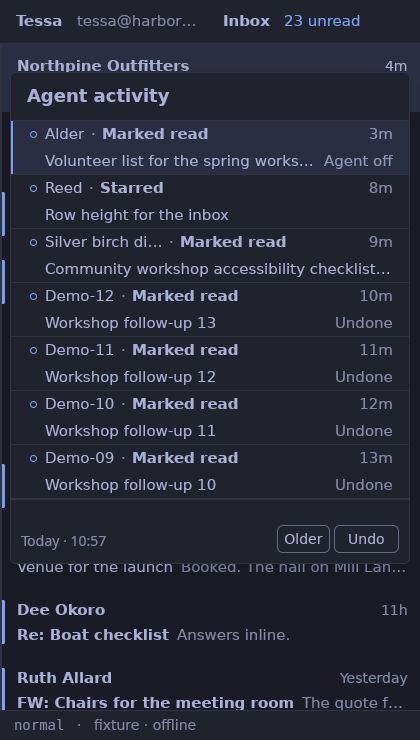 Tessa tessa@harbor… Inbox 23 unread
Northpine Outfitters 4m
Agent activity
Alder · Marked read 3m
Volunteer list for the spring works… Agent off
Reed · Starred 8m
Row height for the inbox
Silver birch di… · Marked read 9m
Community workshop accessibility checklist…
Demo-12 · Marked read 10m
Workshop follow-up 13 Undone
Demo-11 · Marked read 11m
Workshop follow-up 12 Undone
Demo-10 · Marked read 12m
Workshop follow-up 11 Undone
Demo-09 · Marked read 13m
Workshop follow-up 10 Undone
Today · 10:57 Older Undo
Venue for the launch Booked. The hall on Mill Lan…
Dee Okoro 11h
Re: Boat checklist Answers inline.
Ruth Allard Yesterday
FW: Chairs for the meeting room The quote f…
normal · fixture · offline